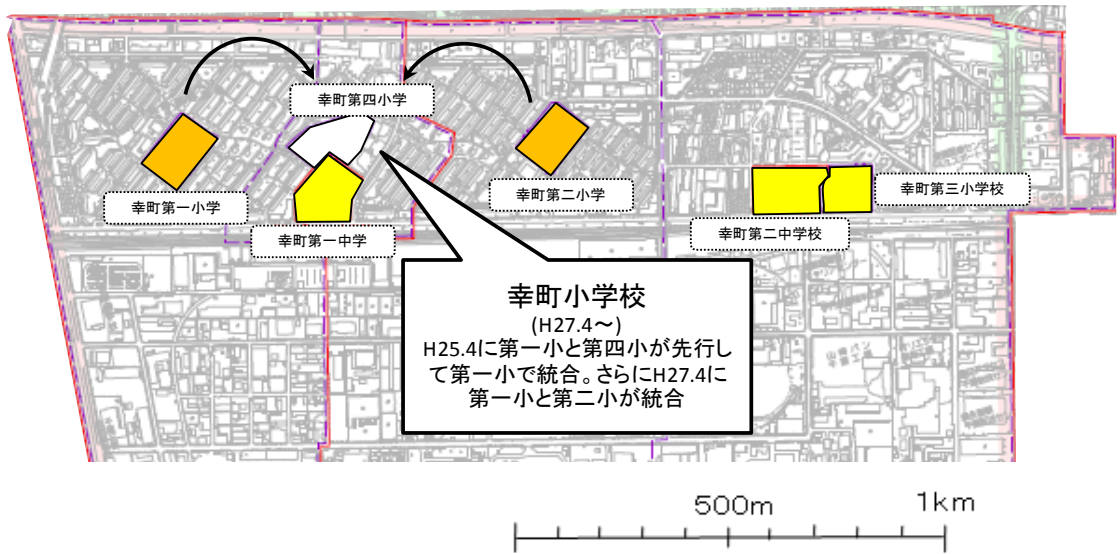 幸町第四小学
幸町第一小学
幸町第二小学
幸町第三小学校
幸町第一中学
幸町第二中学校
幸町小学校
(H27.4～)
H25.4に第一小と第四小が先行し
て第一小で統合。さらにH27.4に
第一小と第二小が統合
500m
1km